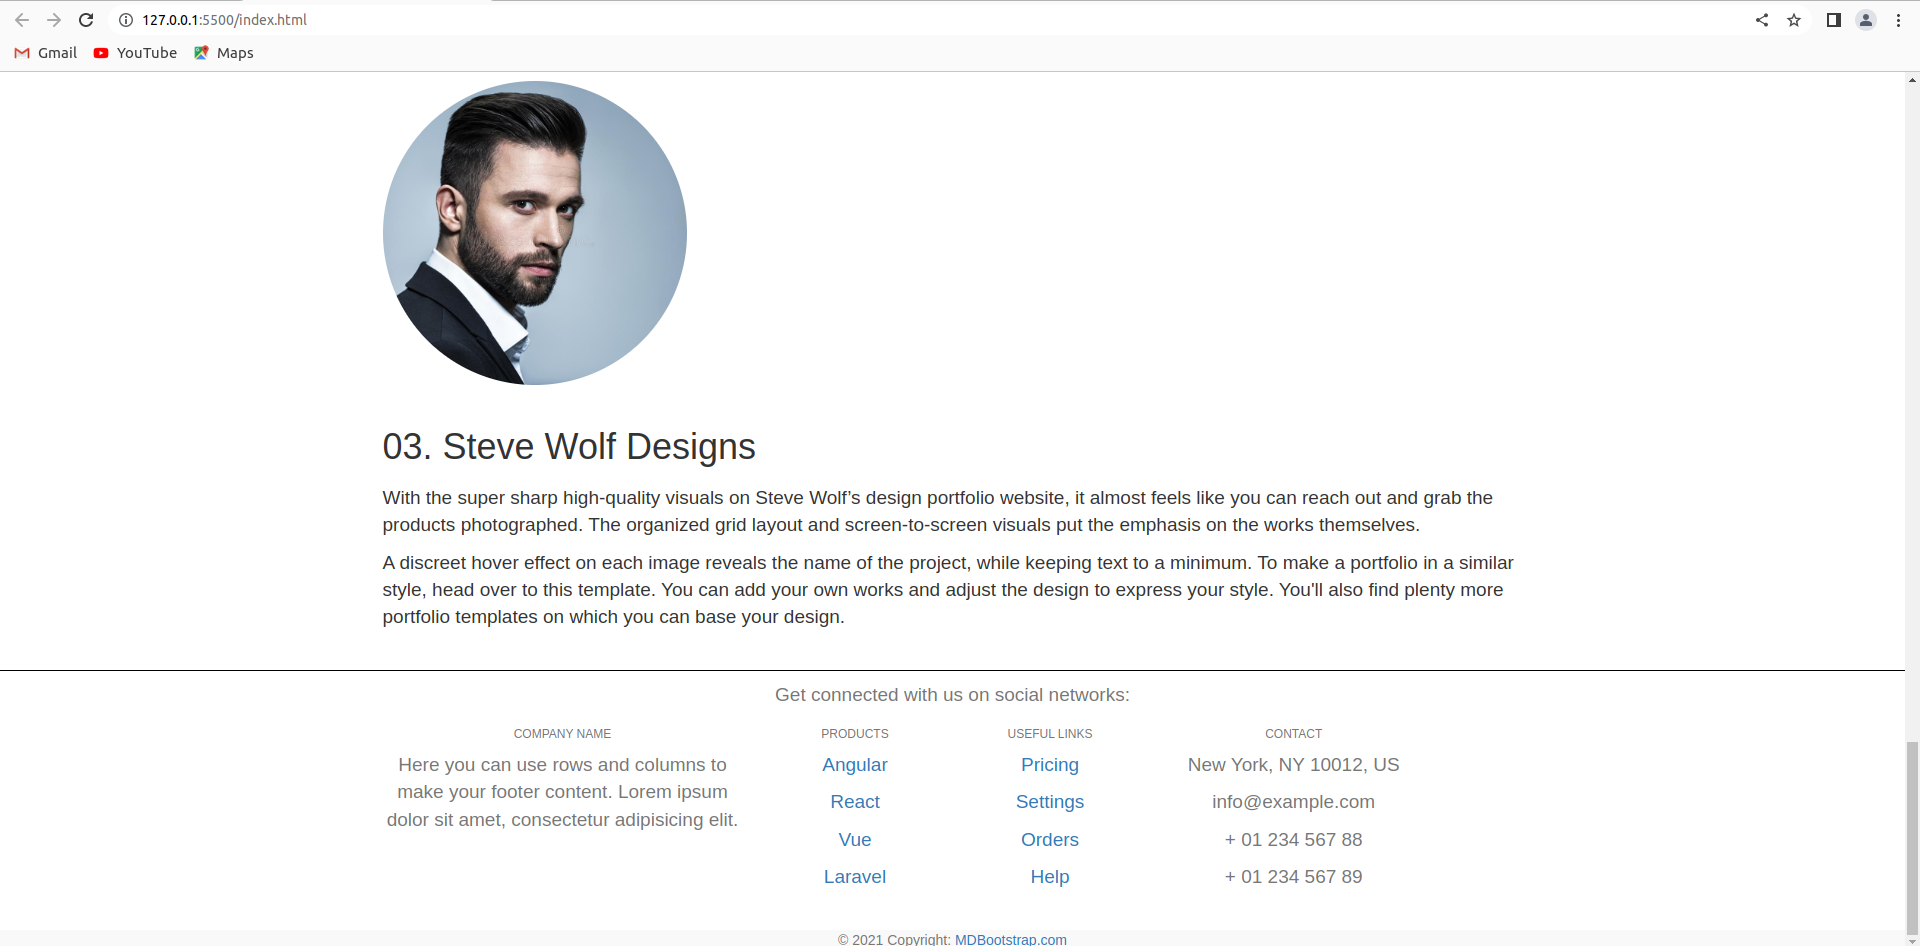 127.0.0.1:5500/index.html
Gmail YouTube Maps
03. Steve Wolf Designs
With the super sharp high-quality visuals on Steve Wolf’s design portfolio website, it almost feels like you can reach out and grab the
products photographed. The organized grid layout and screen-to-screen visuals put the emphasis on the works themselves.
A discreet hover effect on each image reveals the name of the project, while keeping text to a minimum. To make a portfolio in a similar
style, head over to this template. You can add your own works and adjust the design to express your style. You'll also find plenty more
portfolio templates on which you can base your design.
Get connected with us on social networks:
COMPANY NAME
Here you can use rows and columns to
make your footer content. Lorem ipsum
dolor sit amet, consectetur adipisicing elit.
PRODUCTS
Angular
React
Vue
Laravel
USEFUL LINKS
Pricing
Settings
Orders
Help
CONTACT
New York, NY 10012, US
info@example.com
+ 01 234 567 88
+ 01 234 567 89
© 2021 Copyright: MDBootstrap.com